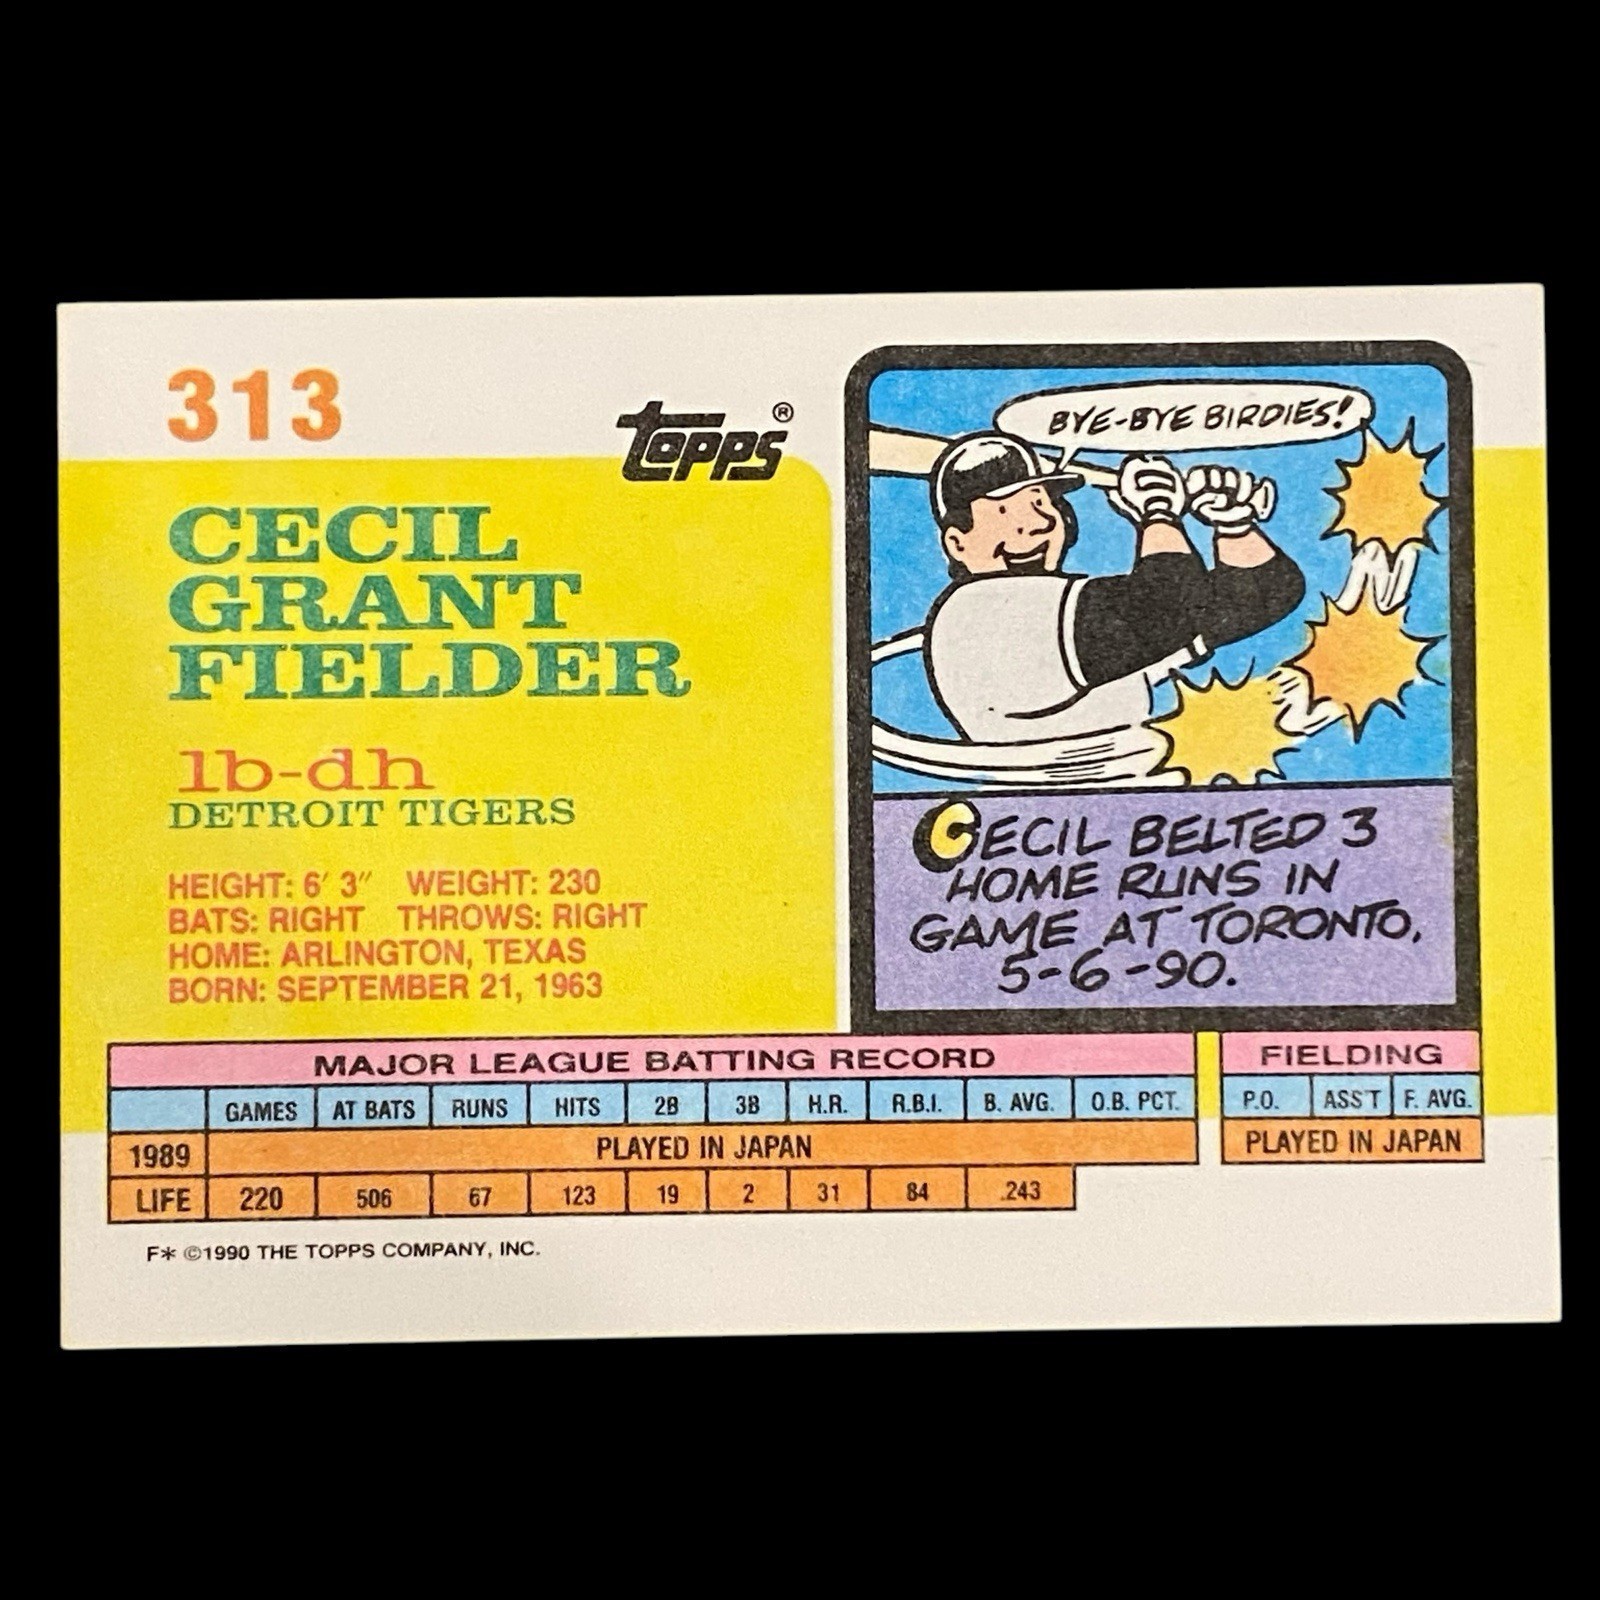 313
topps®
CECIL
GRANT
FIELDER
1b-dh
DETROIT TIGERS
HEIGHT: 6' 3" WEIGHT: 230
BATS: RIGHT THROWS: RIGHT
HOME: ARLINGTON, TEXAS
BORN: SEPTEMBER 21, 1963
BYE-BYE BIRDIES!
CECIL BELTED 3
HOME RUNS IN
GAME AT TORONTO,
5-6-90.
MAJOR LEAGUE BATTING RECORD
GAMES AT BATS RUNS HITS 2B 3B H.R. R.B.I. B. AVG. O.B. PCT.
1989 PLAYED IN JAPAN
LIFE 220 506 67 123 19 2 31 84 .243
FIELDING
P.O. ASS'T F. AVG.
PLAYED IN JAPAN
F* ©1990 THE TOPPS COMPANY, INC.